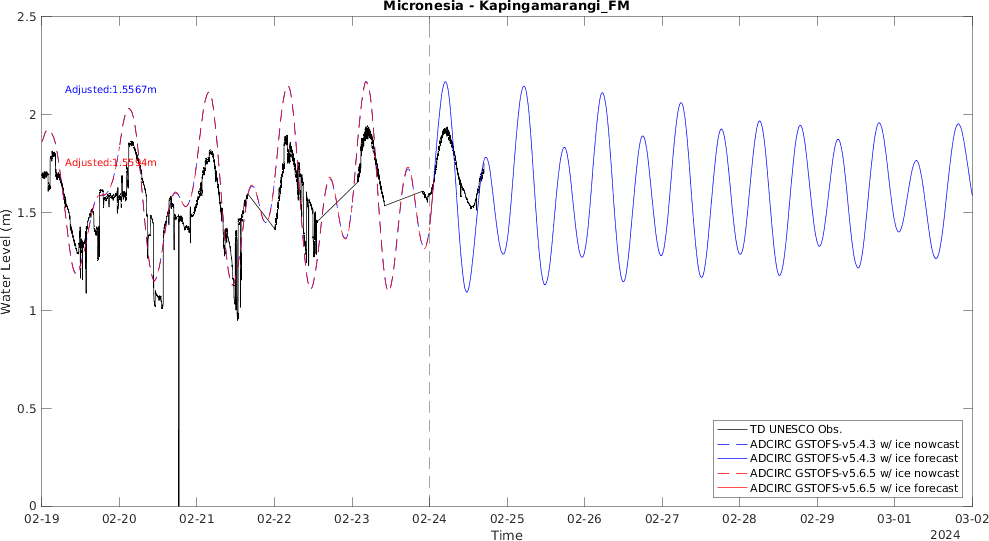 Micronesia - Kapingamarangi_FM
Water Level (m)
2.5
2
1.5
1
0.5
0
Adjusted:1.5567m
Adjusted:1.5594m
TD UNESCO Obs.
ADCIRC GSTOFS-v5.4.3 w/ ice nowcast
ADCIRC GSTOFS-v5.4.3 w/ ice forecast
ADCIRC GSTOFS-v5.6.5 w/ ice nowcast
ADCIRC GSTOFS-v5.6.5 w/ ice forecast
02-19 02-20 02-21 02-22 02-23 02-24 02-25 02-26 02-27 02-28 02-29 03-01 03-02
Time
2024